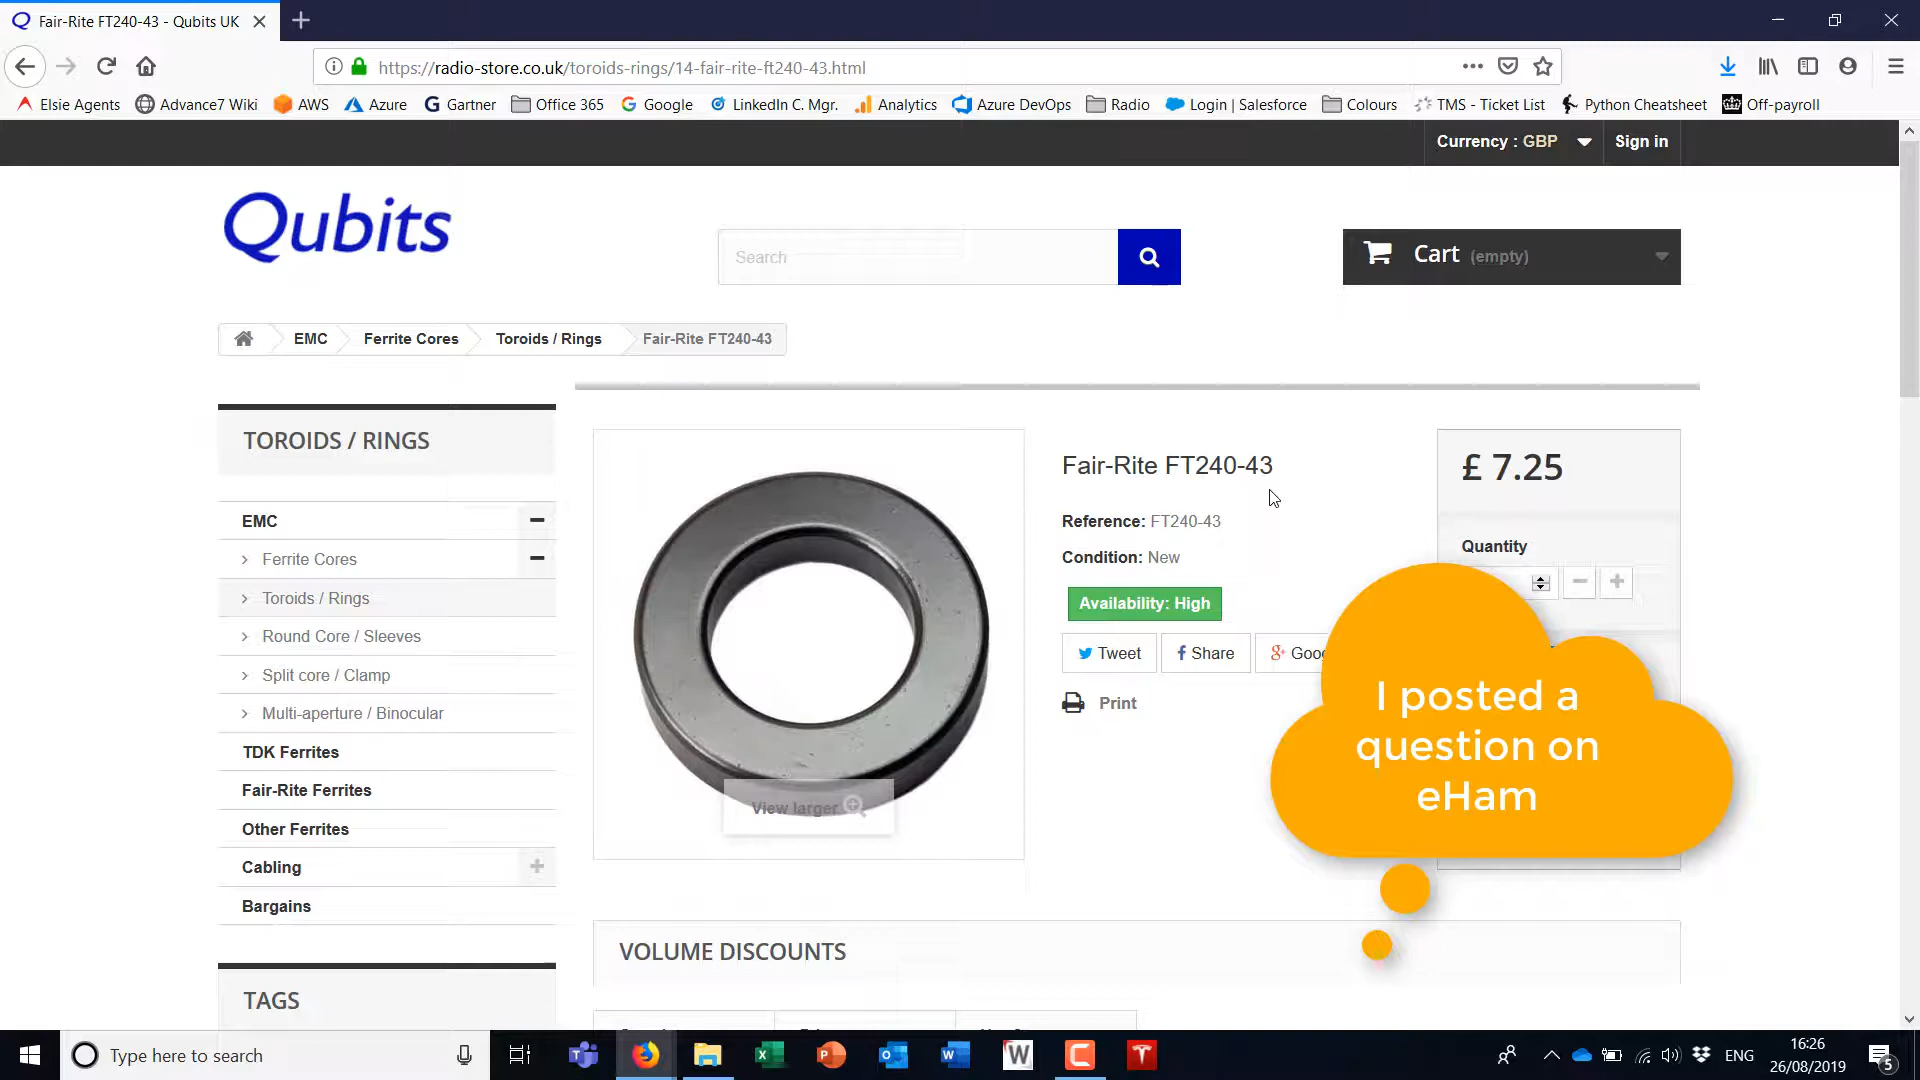 Fair-Rite FT240-43 - Qubits UK
https://radio-store.co.uk/toroids-rings/14-fair-rite-ft240-43.html
Elsie Agents Advance7 Wiki AWS Azure Gartner Office 365 Google LinkedIn C. Mgr. Analytics Azure DevOps Radio Login | Salesforce Colours TMS - Ticket List Python Cheatsheet Off-payroll
Currency : GBP Sign in
Qubits
Search
Cart (empty)
EMC Ferrite Cores Toroids / Rings Fair-Rite FT240-43
TOROIDS / RINGS
EMC
Ferrite Cores
Toroids / Rings
Round Core / Sleeves
Split core / Clamp
Multi-aperture / Binocular
TDK Ferrites
Fair-Rite Ferrites
Other Ferrites
Cabling
Bargains
TAGS
View larger
Fair-Rite FT240-43
Reference: FT240-43
Condition: New
Availability: High
Tweet Share Goo
Print
£ 7.25
Quantity
I posted a
question on
eHam
VOLUME DISCOUNTS
Type here to search
ENG
16:26
26/08/2019
5